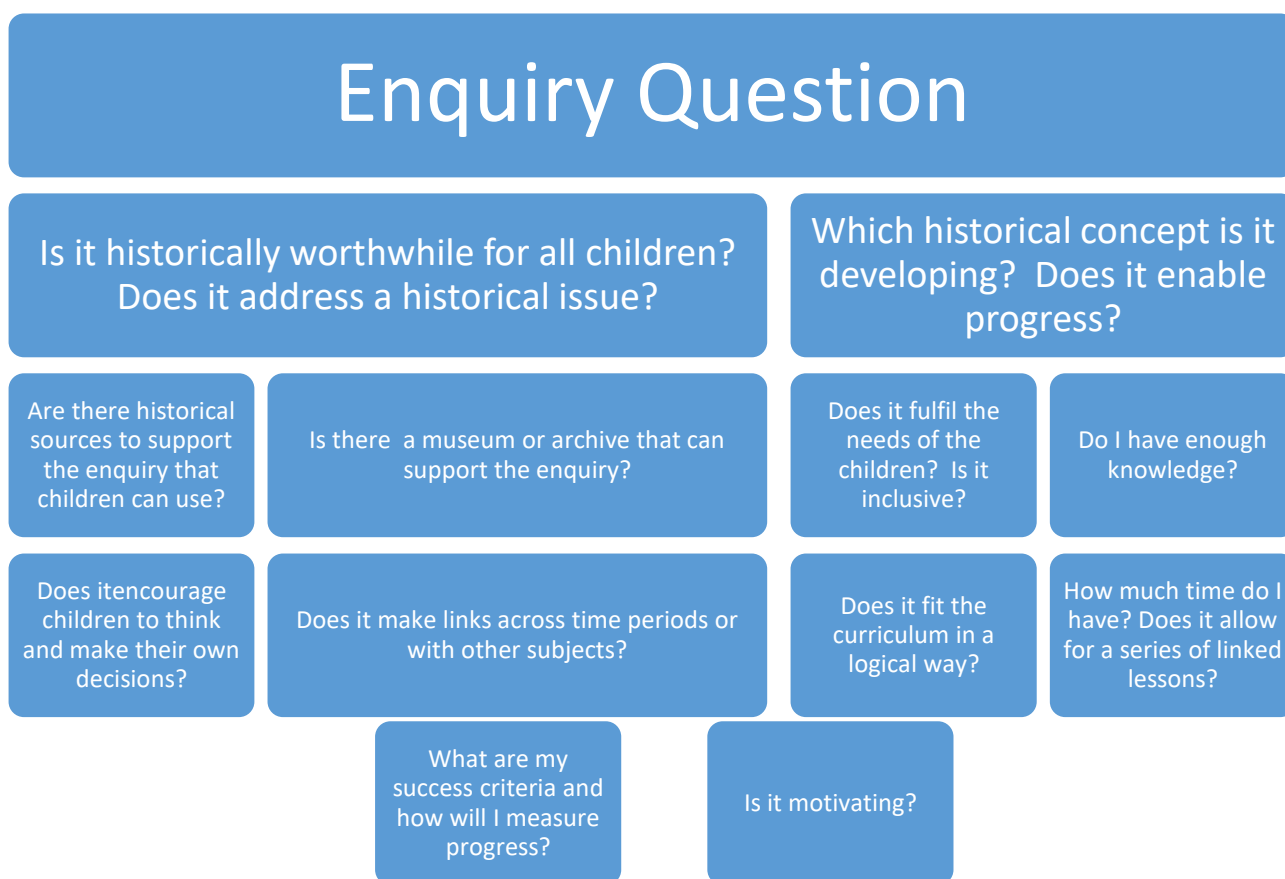 Enquiry Question
Is it historically worthwhile for all children?
Does it address a historical issue?
Which historical concept is it
developing?  Does it enable
progress?
Are there historical
sources to support
the enquiry that
children can use?
Is there  a museum or archive that can
support the enquiry?
Does it fulfil the
needs of the
children?  Is it
inclusive?
Do I have enough
knowledge?
Does itencourage
children to think
and make their own
decisions?
Does it make links across time periods or
with other subjects?
Does it fit the
curriculum in a
logical way?
How much time do I
have? Does it allow
for a series of linked
lessons?
What are my
success criteria and
how will I measure
progress?
Is it motivating?